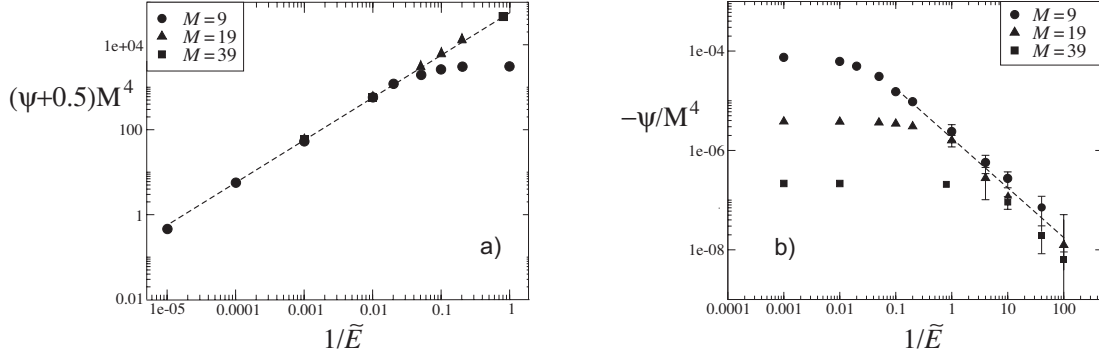 M = 9
M = 19
M = 39
1e+04
(ψ+0.5)M⁴
100
1
0.01
a)
1e-05 0.0001 0.001 0.01 0.1 1
1/Ẽ
b)
M = 9
M = 19
M = 39
1e-04
−ψ/M⁴
1e-06
1e-08
b)
0.0001 0.001 0.01 0.1 1 10 100
1/Ẽ